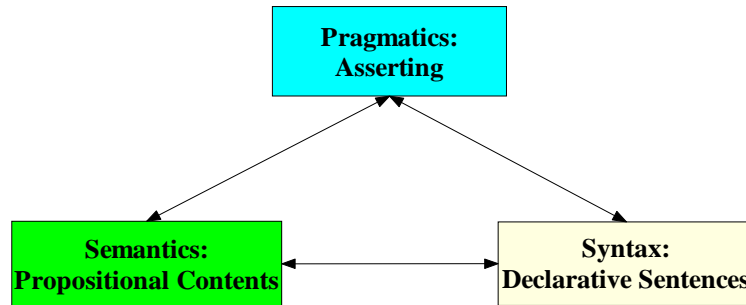 Pragmatics:
Asserting
Semantics:
Propositional Contents
Syntax:
Declarative Sentences